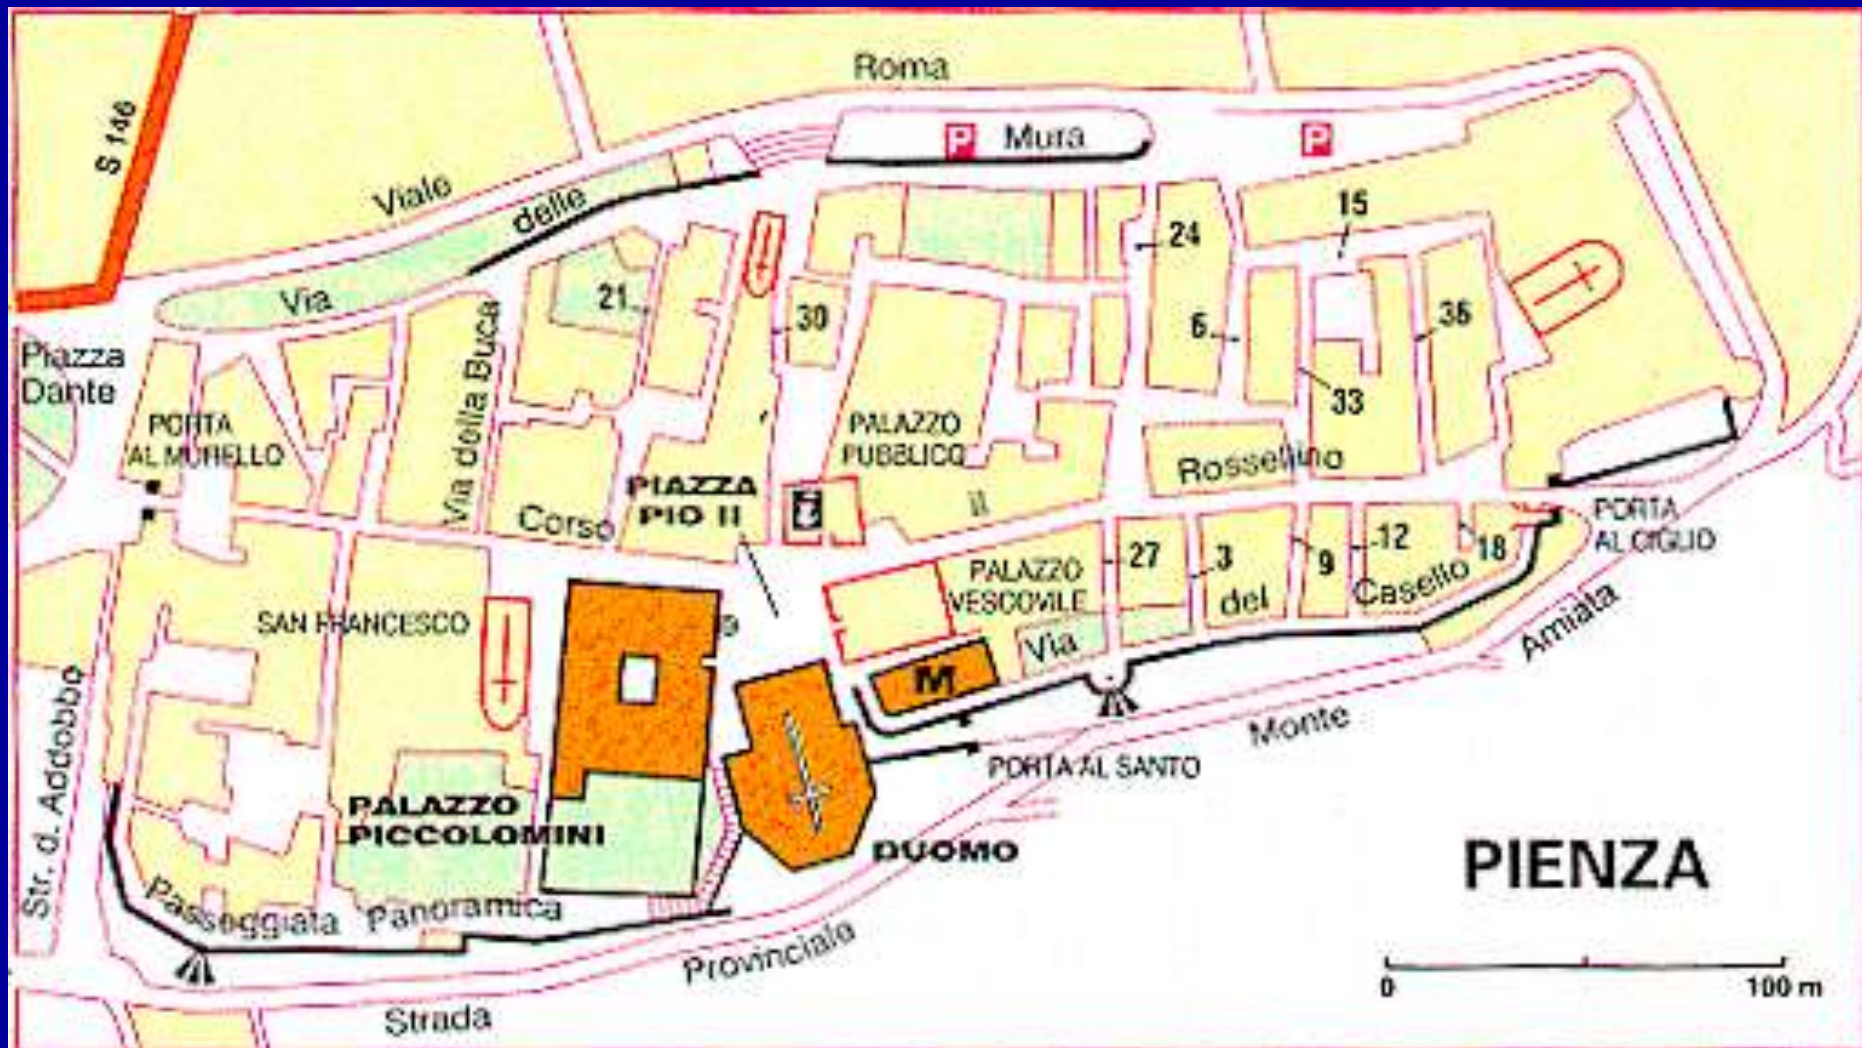 Roma
S 146
P Mura
P
Viale
delle
15
24
Via
21
30
6
36
Piazza
Dante
33
PORTA
AL MURELLO
Via della Buca
PALAZZO
PUBBLICO
Rossellino
PIAZZA
PIO II
Corso
il
i
PORTA
AL CIGLIO
27
3
9
12
18
PALAZZO
VESCOVILE
del
Casello
SAN FRANCESCO
9
Via
Amiata
M
Str. d. Addobbo
Monte
PORTA AL SANTO
PALAZZO
PICCOLOMINI
DUOMO
PIENZA
Passeggiata Panoramica
Provinciale
0 100 m
Strada